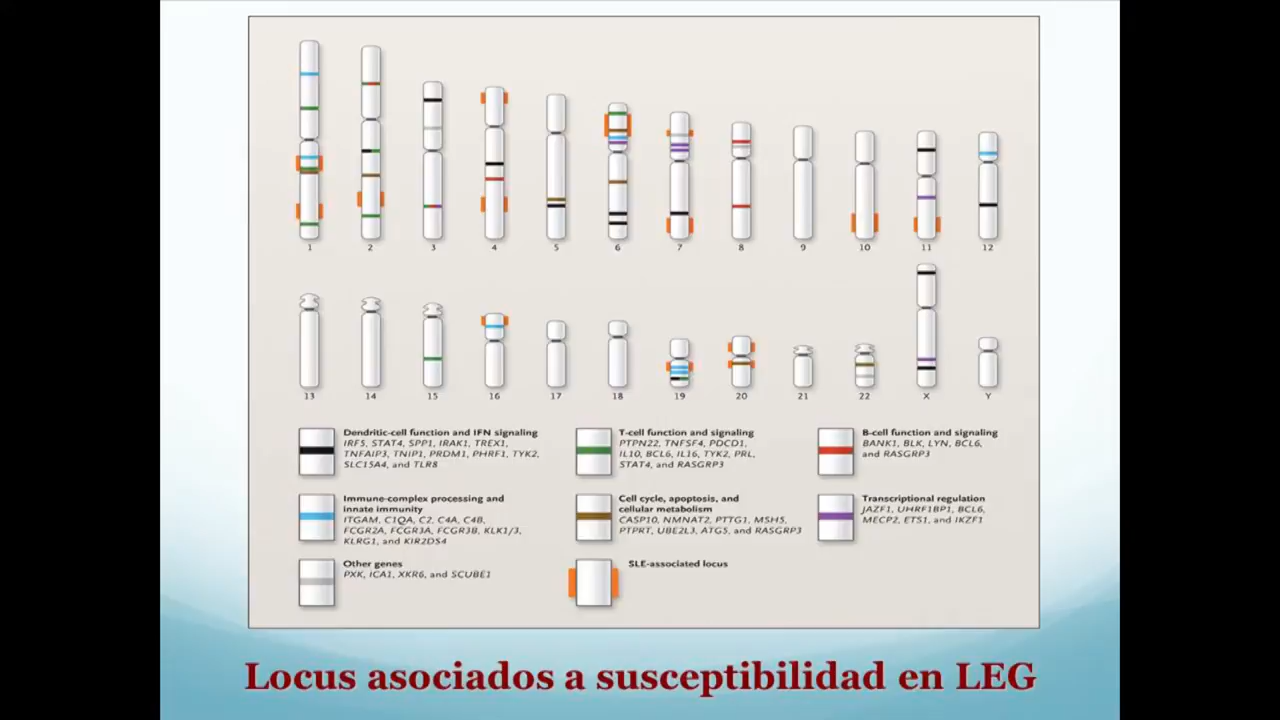 1 2 3 4 5 6 7 8 9 10 11 12
13 14 15 16 17 18 19 20 21 22 X Y
Dendritic-cell function and IFN signaling
IRF5, STAT4, SPP1, IRAK1, TREX1,
TNFAIP3, TNIP1, PRDM1, PHRF1, TYK2,
SLC15A4, and TLR8
T-cell function and signaling
PTPN22, TNFSF4, PDCD1,
IL10, BCL6, IL16, TYK2, PRL,
STAT4, and RASGRP3
B-cell function and signaling
BANK1, BLK, LYN, BCL6,
and RASGRP3
Immune-complex processing and
innate immunity
ITGAM, C1QA, C2, C4A, C4B,
FCGR2A, FCGR3A, FCGR3B, KLK1/3,
KLRG1, and KIR2DS4
Cell cycle, apoptosis, and
cellular metabolism
CASP10, NMNAT2, PTTG1, MSH5,
PTPRT, UBE2L3, ATG5, and RASGRP3
Transcriptional regulation
JAZF1, UHRF1BP1, BCL6,
MECP2, ETS1, and IKZF1
Other genes
PXK, ICA1, XKR6, and SCUBE1
SLE-associated locus
Locus asociados a susceptibilidad en LEG